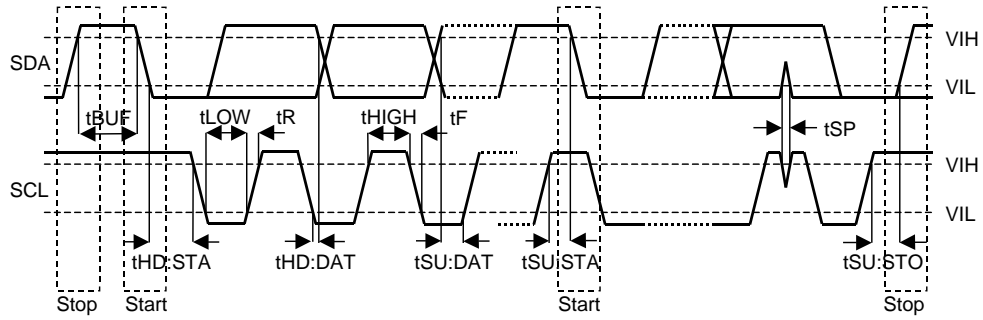 VIH
SDA
VIL
tBUF tLOW tR tHIGH tF
tSP
VIH
SCL
VIL
tHD:STA tHD:DAT tSU:DAT tSU:STA tSU:STO
Stop Start Start Stop